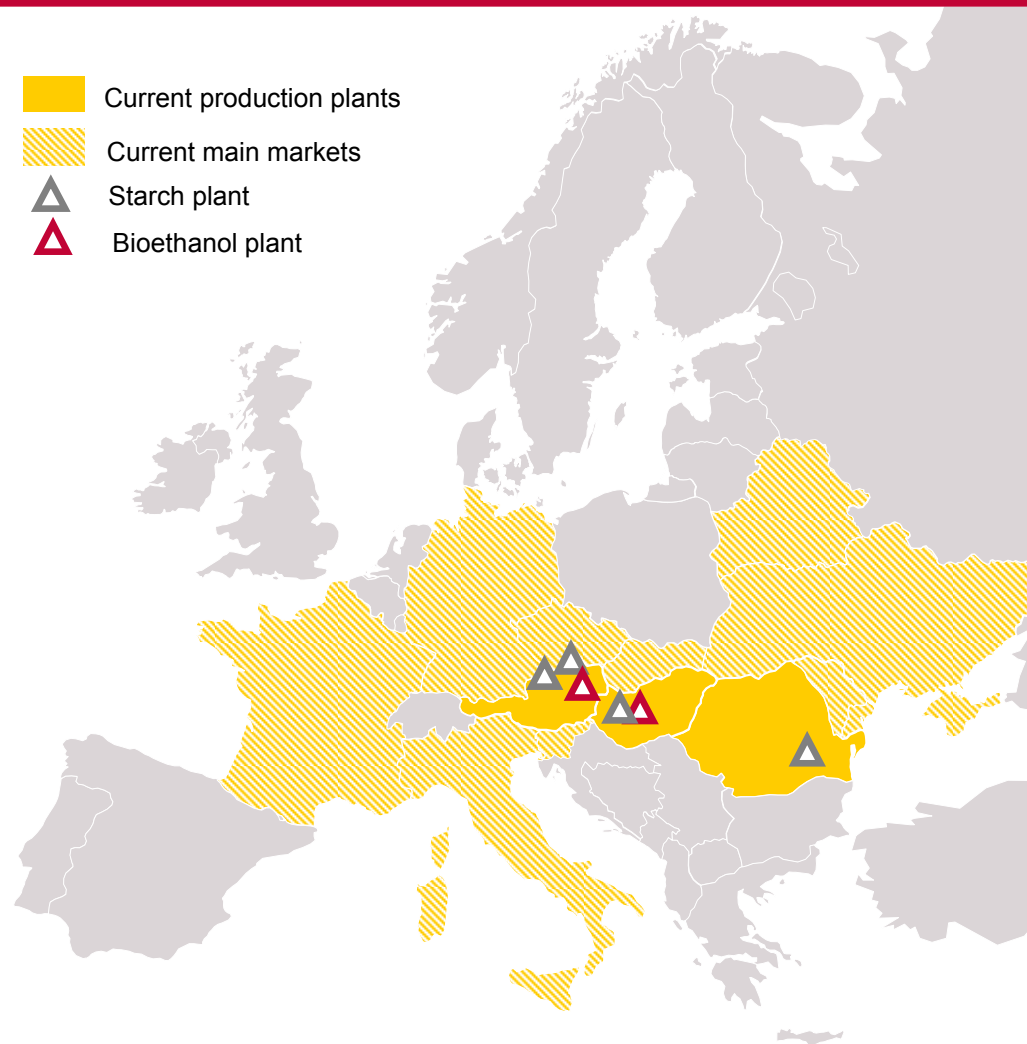 Current production plants
Current main markets
Starch plant
Bioethanol plant